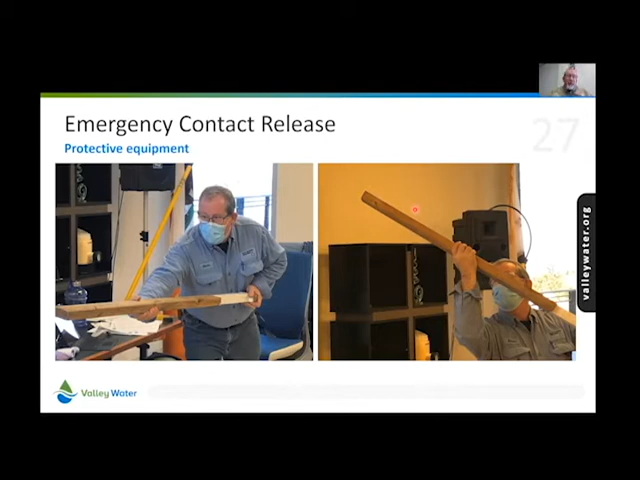 Emergency Contact Release
27
Protective equipment
valleywater.org
Valley Water